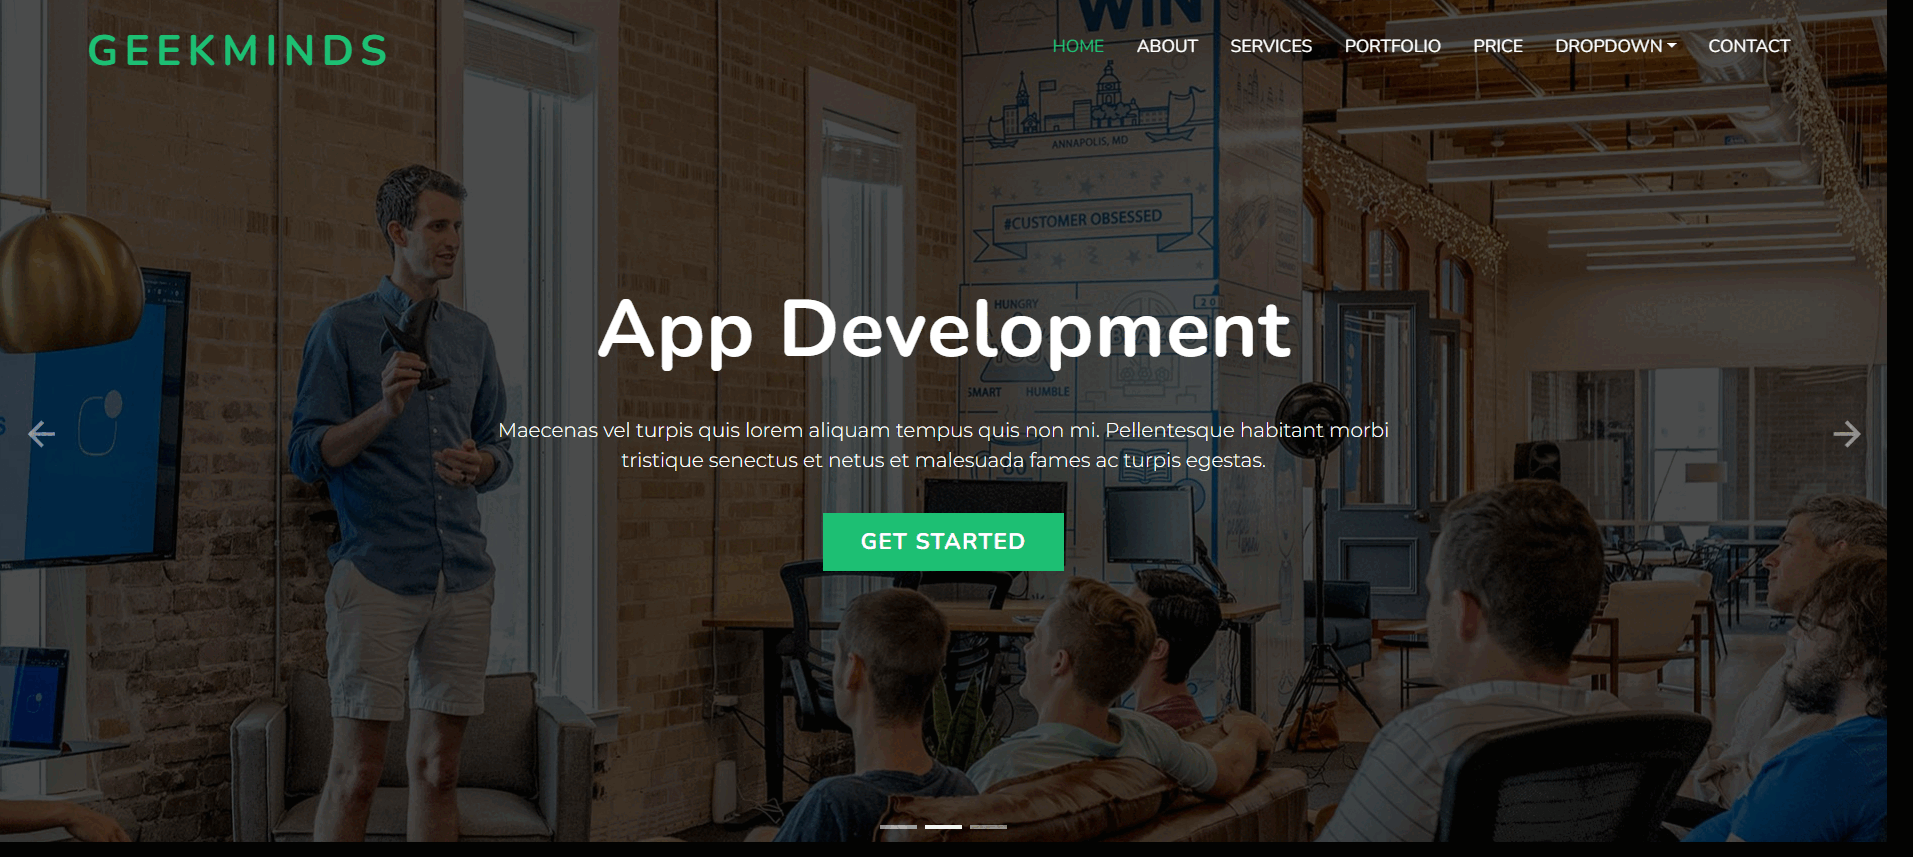 GEEKMINDS
HOME ABOUT SERVICES PORTFOLIO PRICE DROPDOWN CONTACT
WIN
ANNAPOLIS, MD
#CUSTOMER OBSESSED
HUNGRY
20
App Development
SMART HUMBLE
Maecenas vel turpis quis lorem aliquam tempus quis non mi. Pellentesque habitant morbi
tristique senectus et netus et malesuada fames ac turpis egestas.
GET STARTED